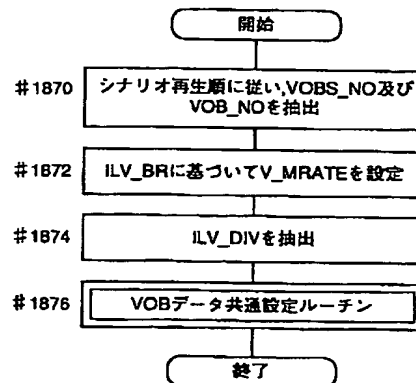 開始
#1870
シナリオ再生順に従い,VOBS_NO及び
VOB_NOを抽出
#1872
ILV_BRに基づいてV_MRATEを設定
#1874
ILV_DIVを抽出
#1876
VOBデータ共通設定ルーチン
終了